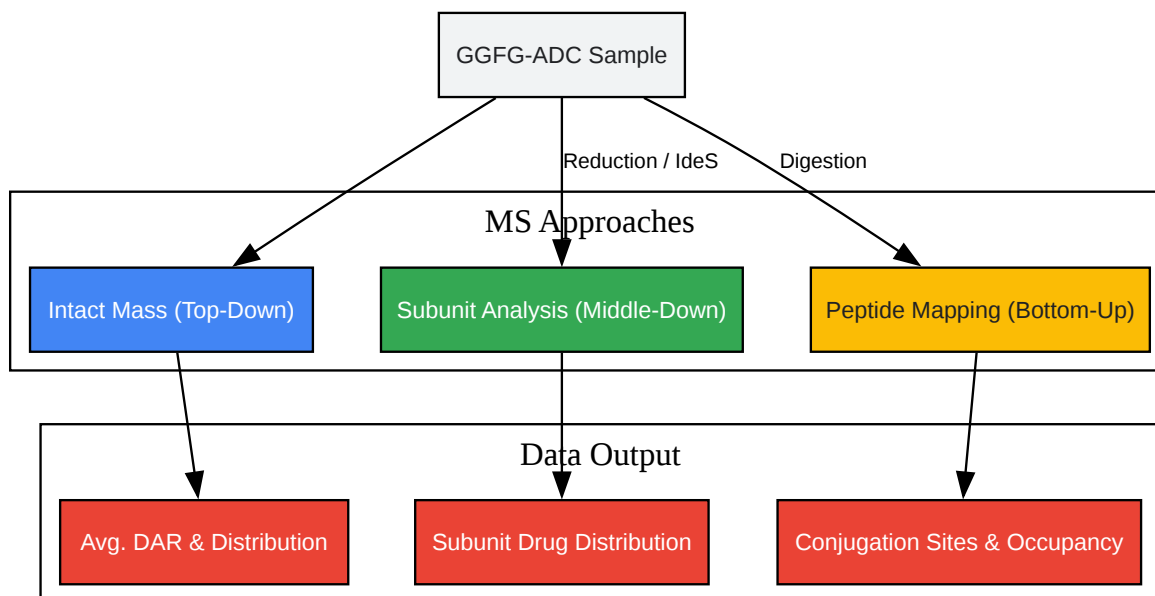 GGFG-ADC Sample
Reduction / IdeS
Digestion
MS Approaches
Intact Mass (Top-Down)
Subunit Analysis (Middle-Down)
Peptide Mapping (Bottom-Up)
Data Output
Avg. DAR & Distribution
Subunit Drug Distribution
Conjugation Sites & Occupancy